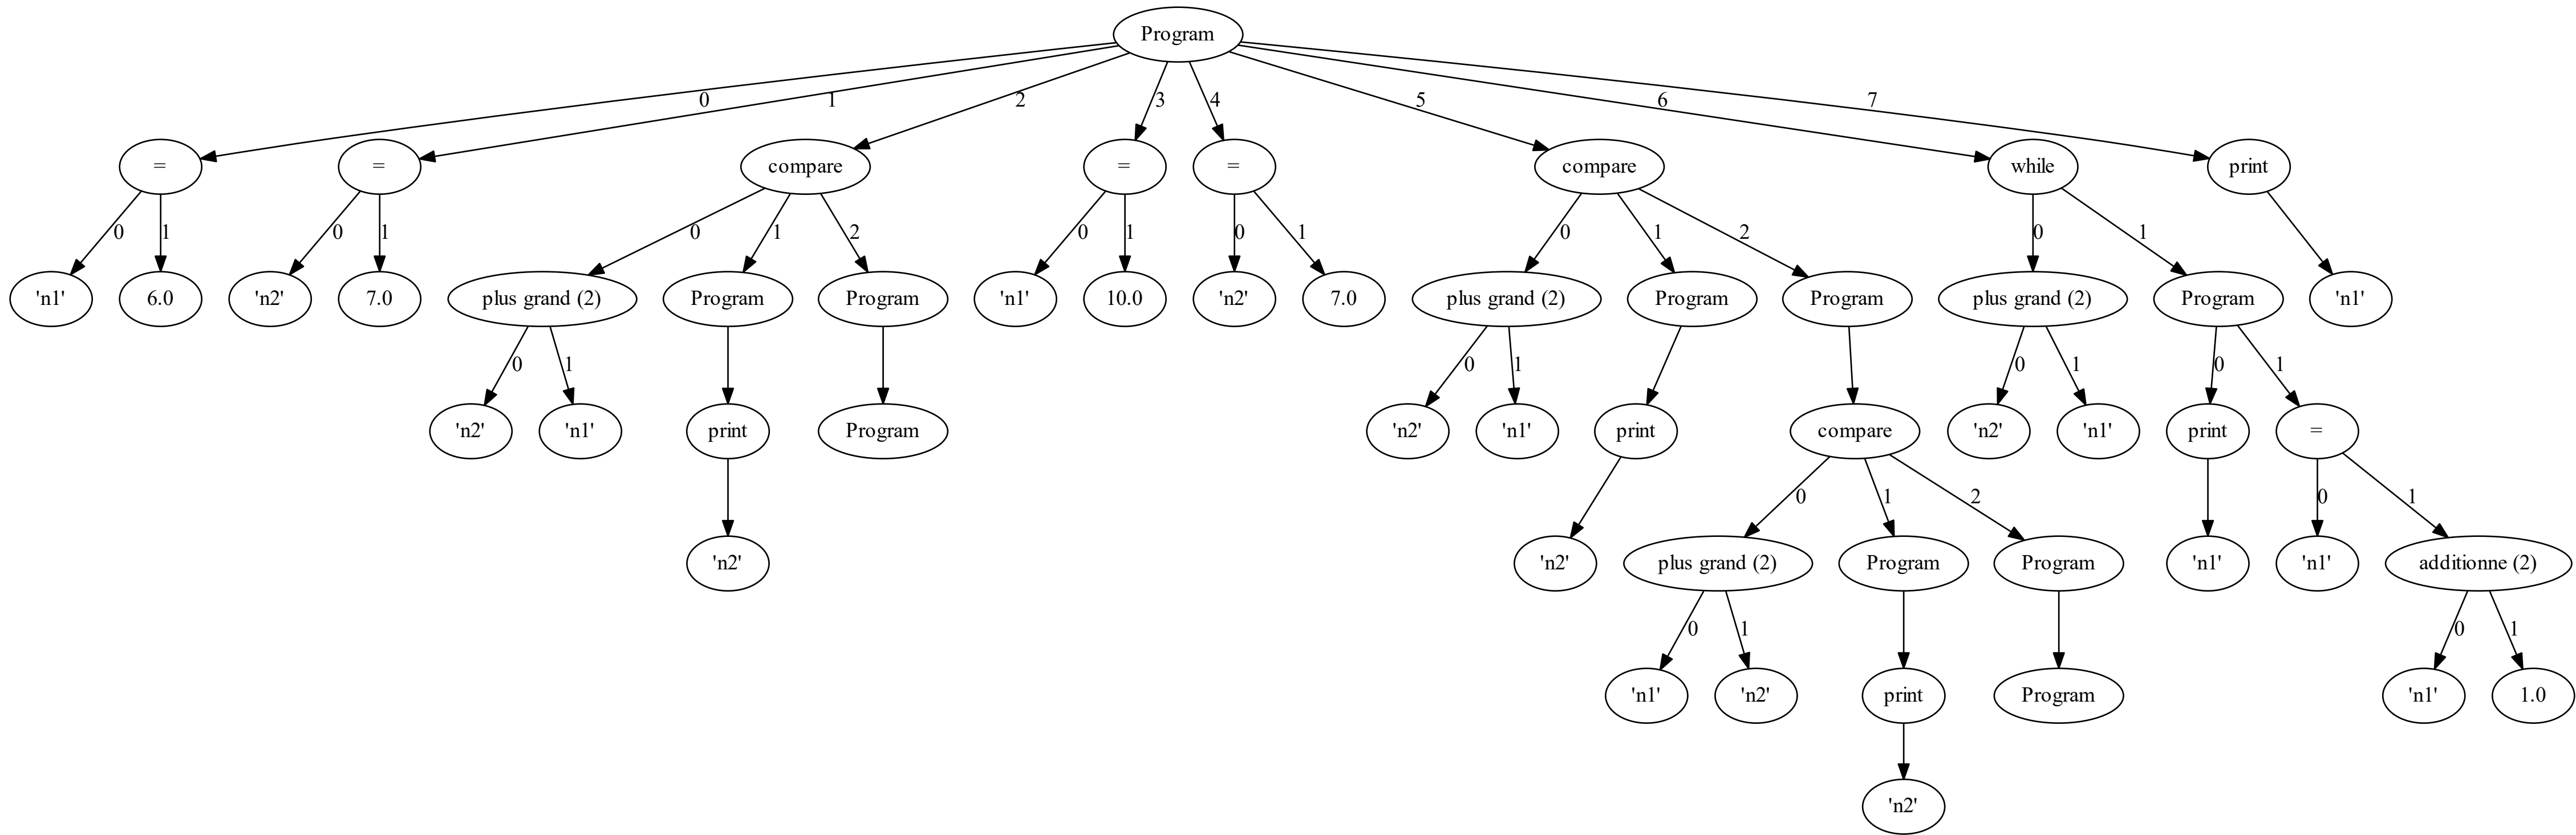 Program
0 1 2 3 4 5 6 7
= = compare = = compare while print
0 1 0 1 0 1 2 0 1 0 1 0 1 2 0 1
'n1' 6.0 'n2' 7.0 plus grand (2) Program Program 'n1' 10.0 'n2' 7.0 plus grand (2) Program Program plus grand (2) Program 'n1'
0 1 0 1 0 1 0 1
'n2' 'n1' print Program 'n2' 'n1' print compare 'n2' 'n1' print =
0 1 2 0 1
'n2' 'n2' plus grand (2) Program Program 'n1' 'n1' additionne (2)
0 1 0 1
'n1' 'n2' print Program 'n1' 1.0
'n2'